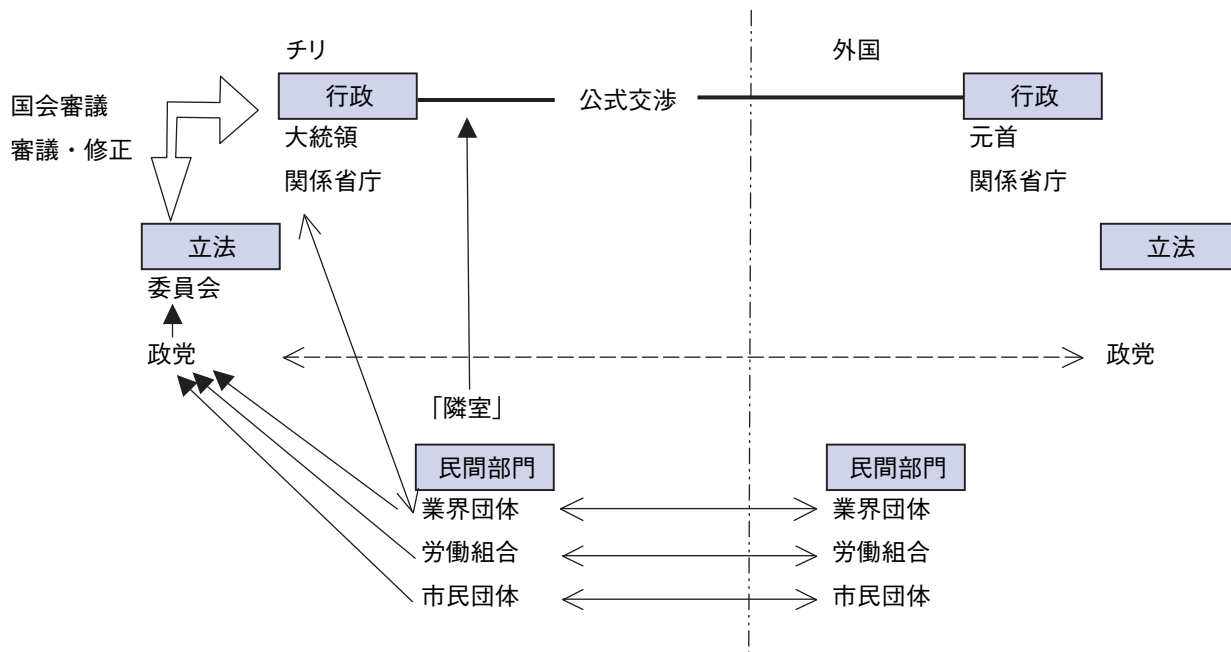 チリ
外国
国会審議
審議・修正
行政
公式交渉
行政
大統領
関係省庁
元首
関係省庁
立法
委員会
立法
政党
政党
「隣室」
民間部門
業界団体
労働組合
市民団体
民間部門
業界団体
労働組合
市民団体